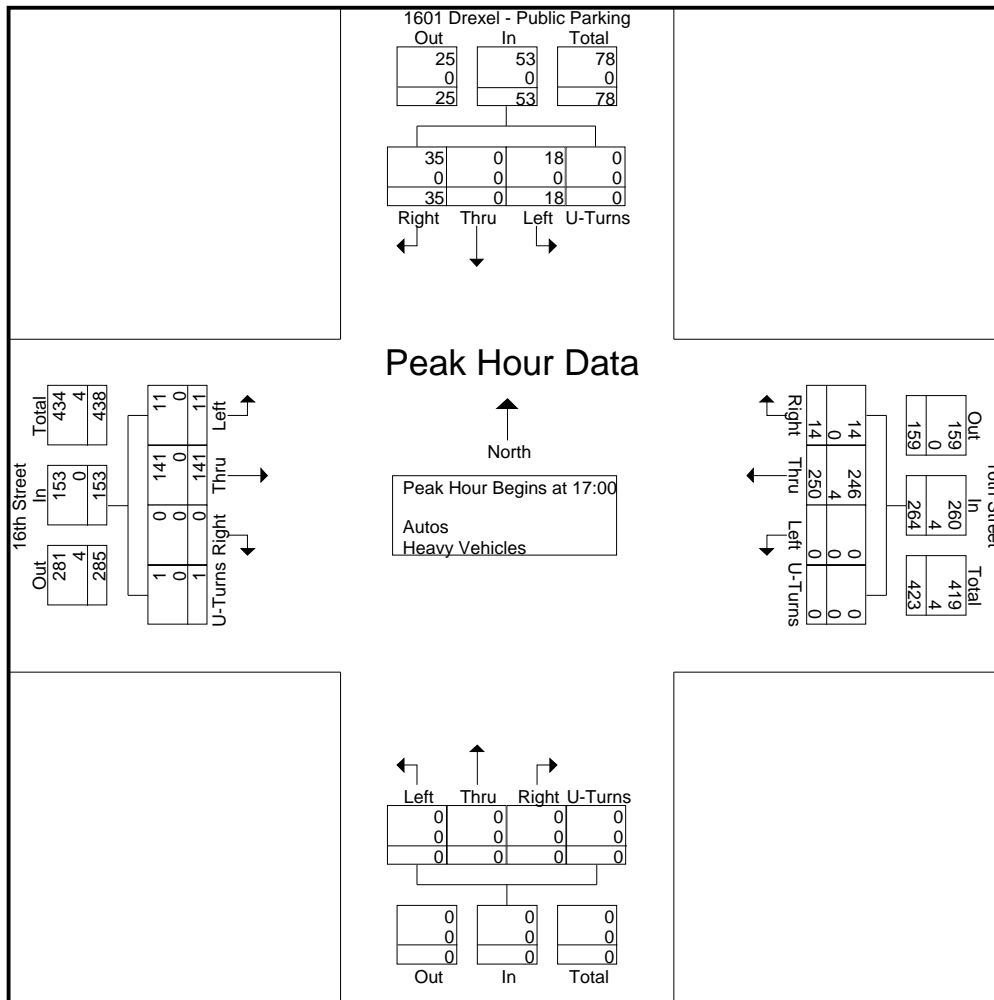 1601 Drexel - Public Parking
Out In Total
25 53 78
0 0 0
25 53 78
35 0 18 0
0 0 0 0
35 0 18 0
Right Thru Left U-Turns
Peak Hour Data
North
Peak Hour Begins at 17:00
Autos
Heavy Vehicles
16th Street
Total In Out
434 153 281
4 0 4
438 153 285
11 141 0 1
0 0 0 0
11 141 0 1
Left Thru Right U-Turns
Right Thru Left U-Turns
14 250 0 0
0 4 0 0
14 246 0 0
159 264 423
0 4 4
159 260 419
Out In Total
Left Thru Right U-Turns
0 0 0 0
0 0 0 0
0 0 0 0
0 0 0
0 0 0
0 0 0
Out In Total